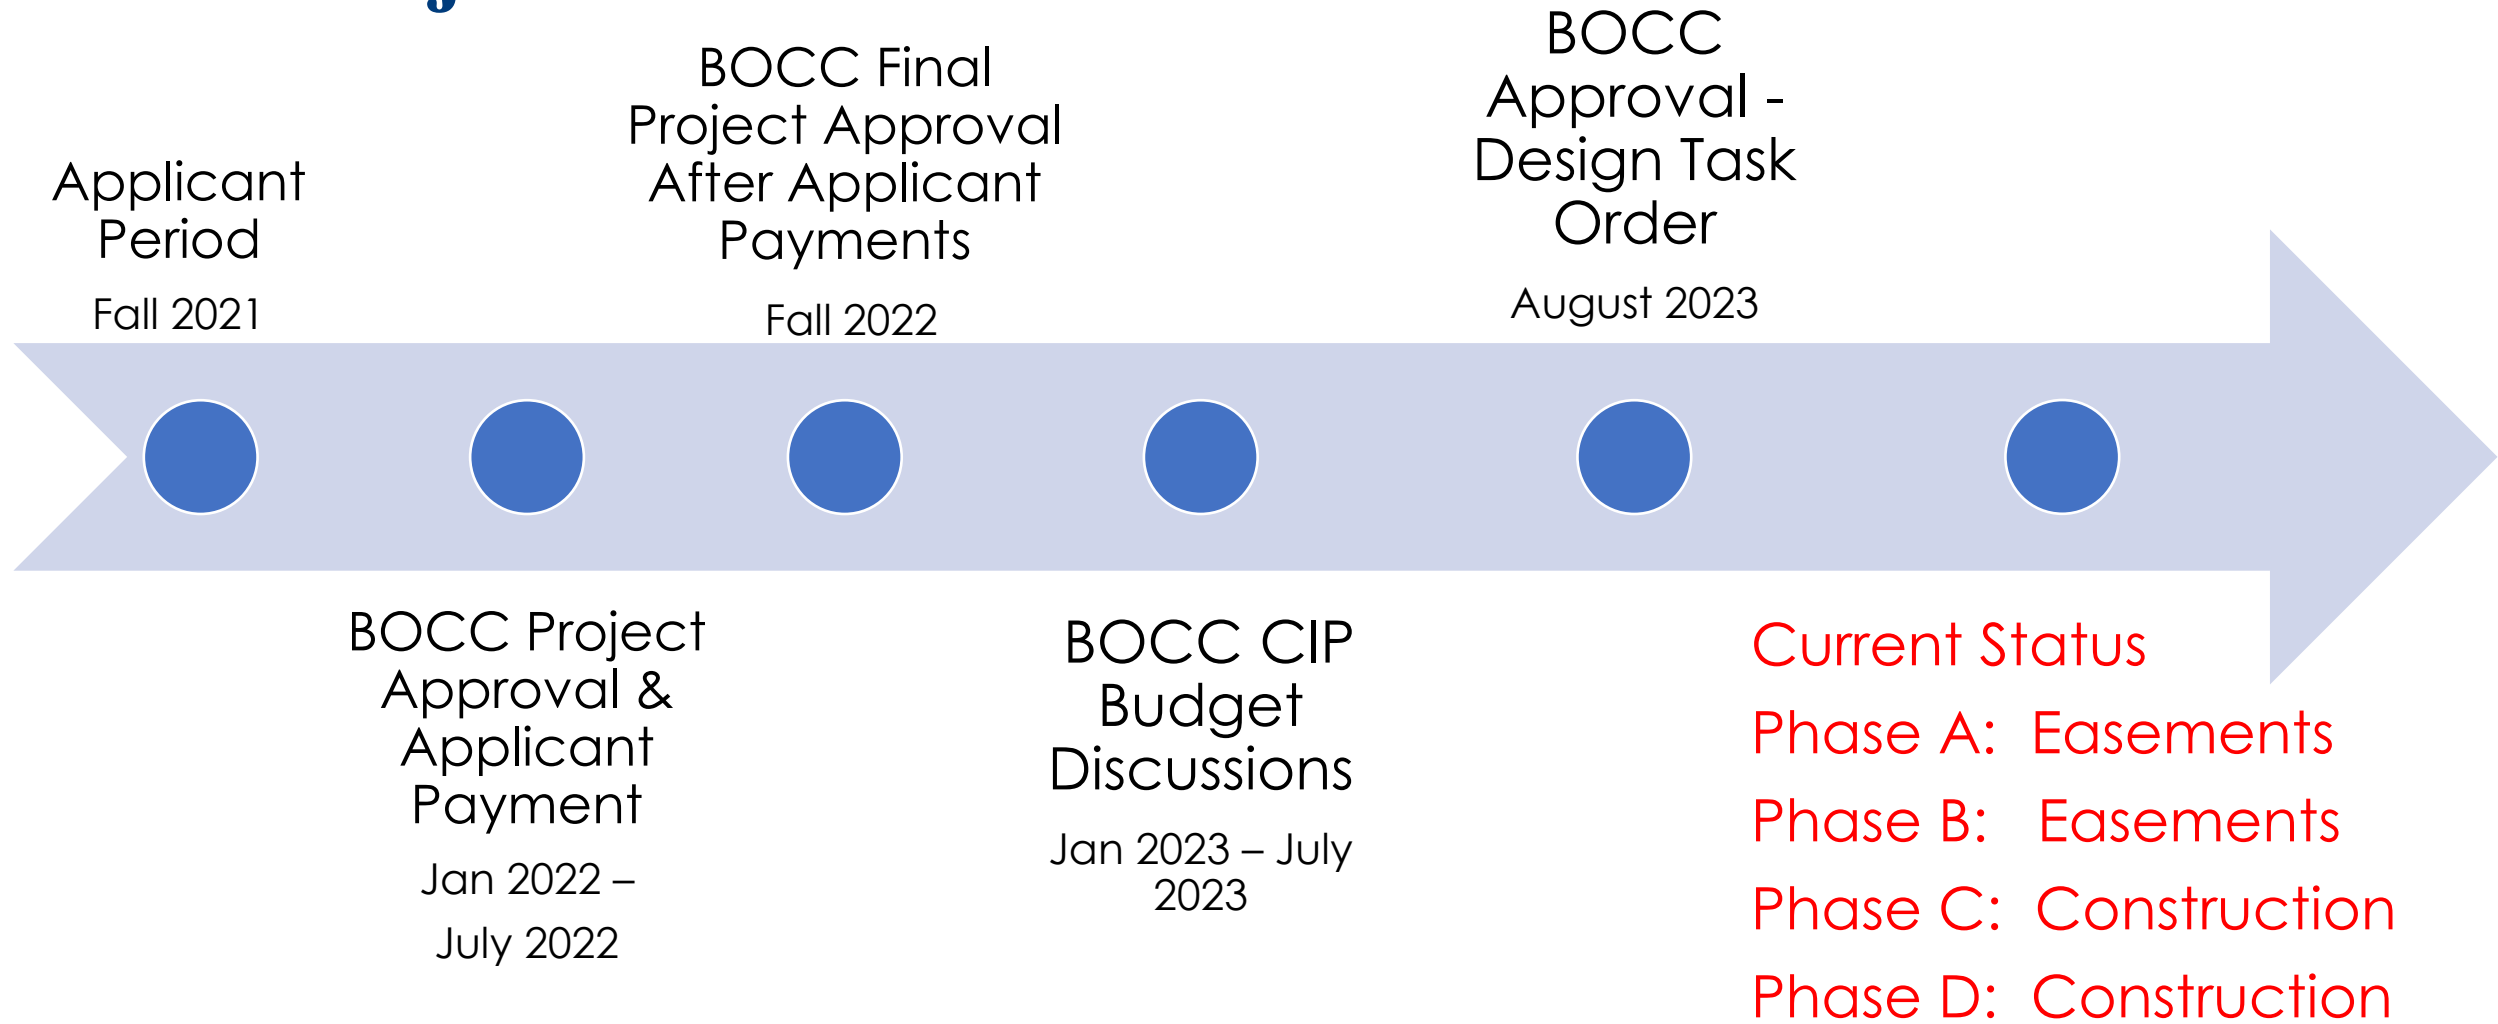 Applicant
Period
Fall 2021
BOCC Project
Approval &
Applicant
Payment
Jan 2022 –
July 2022
BOCC Final
Project Approval
After Applicant
Payments
Fall 2022
BOCC CIP
Budget
Discussions
Jan 2023 – July
2023
BOCC
Approval -
Design Task
Order
August 2023
Current Status
Phase A: Easements
Phase B: Easements
Phase C: Construction
Phase D: Construction